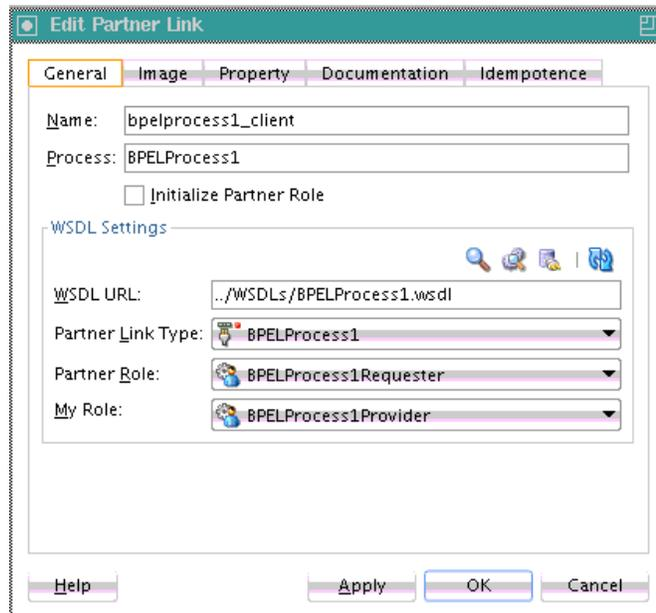 Edit Partner Link
General Image Property Documentation Idempotence
Name: bpelprocess1_client
Process: BPELProcess1
Initialize Partner Role
WSDL Settings
WSDL URL: ../WSDLs/BPELProcess1.wsdl
Partner Link Type: BPELProcess1
Partner Role: BPELProcess1Requester
My Role: BPELProcess1Provider
Help Apply OK Cancel